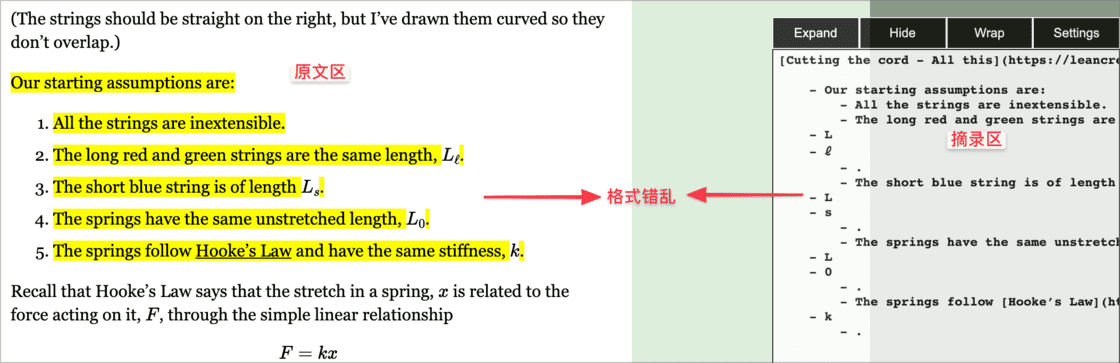 (The strings should be straight on the right, but I’ve drawn them curved so they
don’t overlap.)
Our starting assumptions are:
原文区
1. All the strings are inextensible.
2. The long red and green strings are the same length, Lℓ.
3. The short blue string is of length Ls.
4. The springs have the same unstretched length, L0.
5. The springs follow Hooke’s Law and have the same stiffness, k.
Recall that Hooke’s Law says that the stretch in a spring, x is related to the
force acting on it, F, through the simple linear relationship
F = kx
格式错乱
Expand Hide Wrap Settings
[Cutting the cord - All this](https://leancre
- Our starting assumptions are:
- All the strings are inextensible.
- The long red and green strings are
- L
- ℓ
摘录区
- .
- The short blue string is of length
- L
- s
- .
- The springs have the same unstretch
- L
- 0
- .
- The springs follow [Hooke’s Law](ht
- k
- .